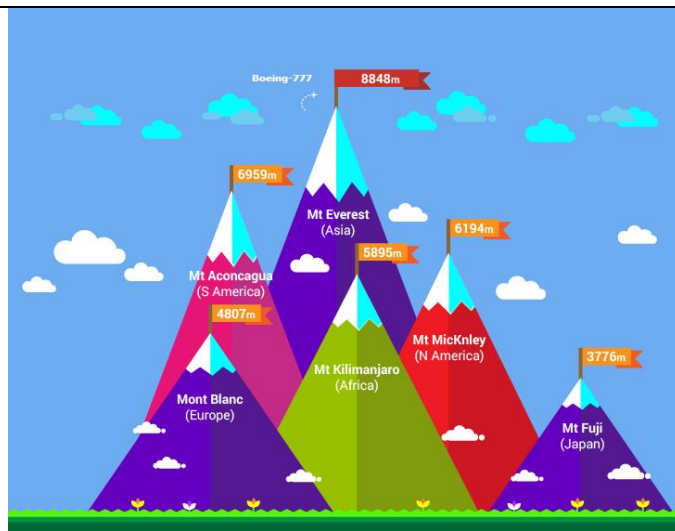 Boeing-777
8848m
6959m
Mt Everest
(Asia)
6194m
5895m
Mt Aconcagua
(S America)
4807m
Mt MicKnley
(N America)
Mt Kilimanjaro
(Africa)
3776m
Mont Blanc
(Europe)
Mt Fuji
(Japan)